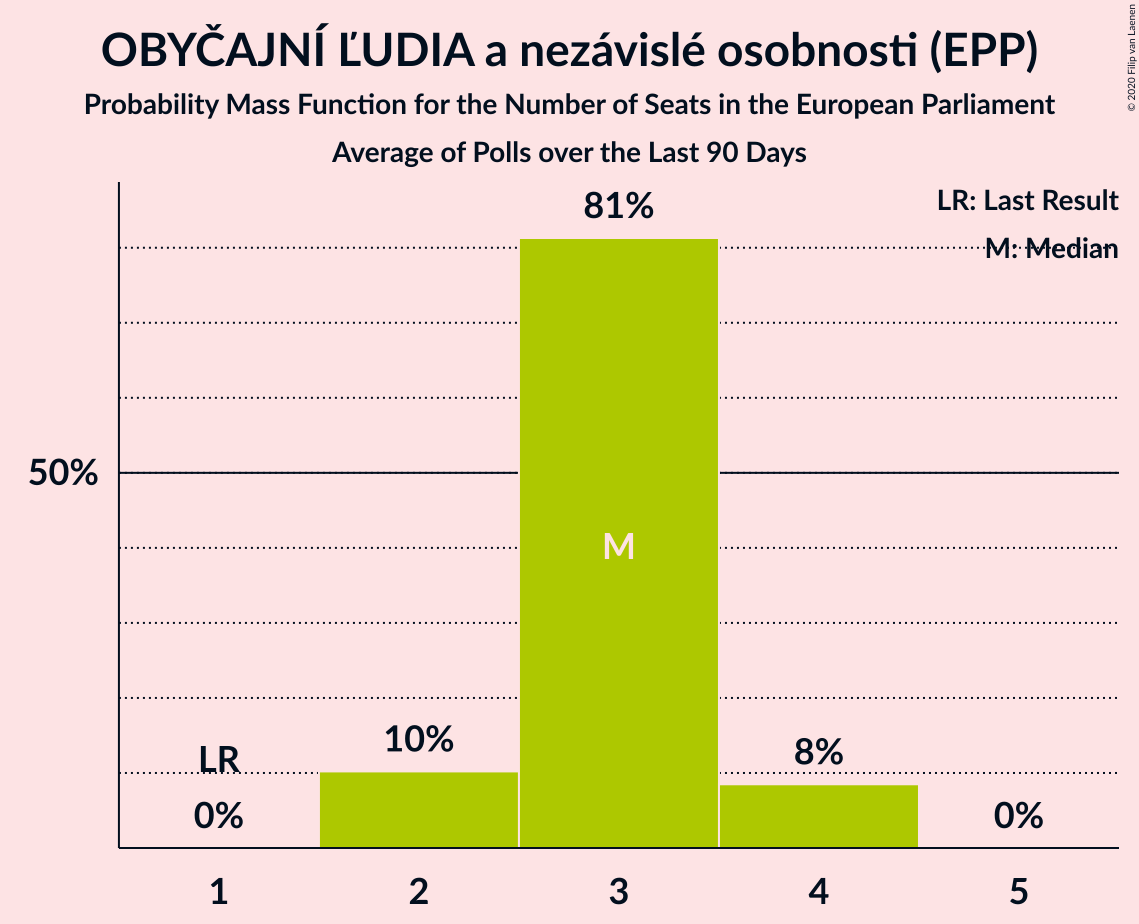 OBYČAJNÍ ĽUDIA a nezávislé osobnosti (EPP)
Probability Mass Function for the Number of Seats in the European Parliament
Average of Polls over the Last 90 Days
© 2020 Filip van Laenen
LR: Last Result
M: Median
81%
50%
M
LR
10%
8%
0%
0%
1 2 3 4 5